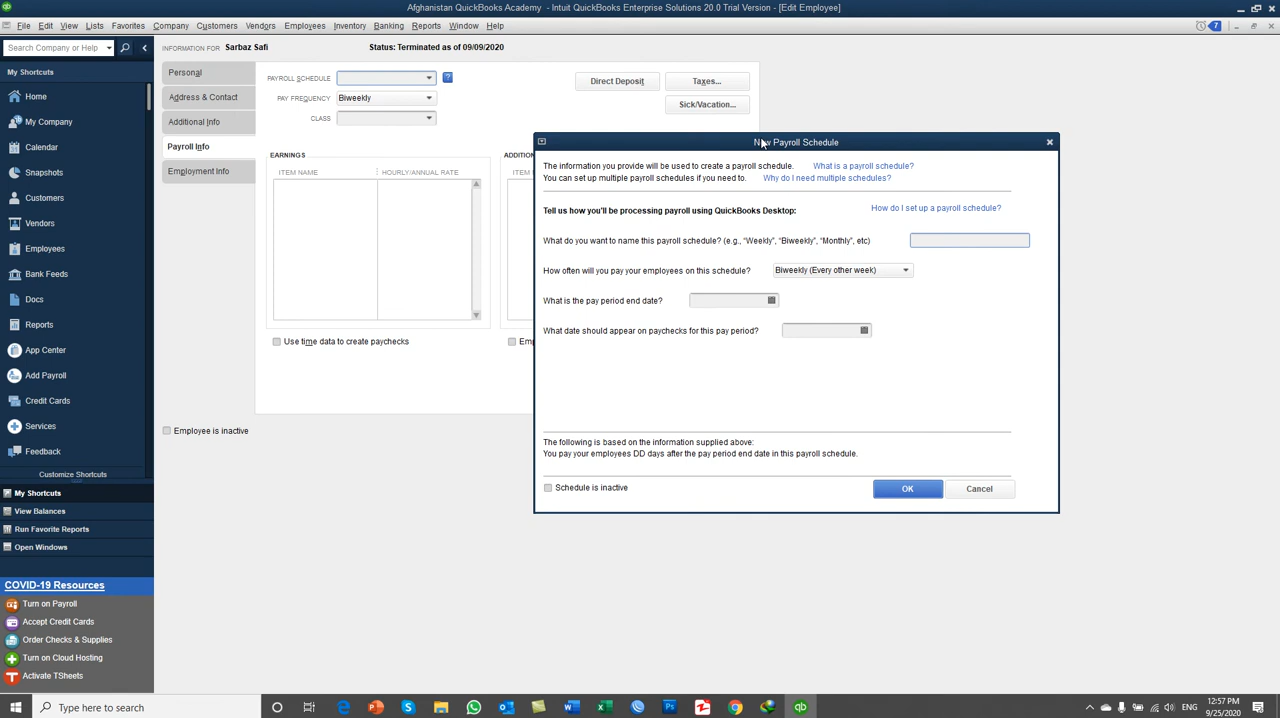 Afghanistan QuickBooks Academy - Intuit QuickBooks Enterprise Solutions 20.0 Trial Version - [Edit Employee]
File Edit View Lists Payrolls Favorites Company Customers Vendors Employees Inventory Banking Reports Window Help
7
Search Company or Help
My Shortcuts
Home
My Company
Calendar
Snapshots
Customers
Vendors
Employees
Bank Feeds
Docs
Reports
App Center
Add Payroll
Credit Cards
Services
Feedback
Customize Shortcuts
My Shortcuts
View Balances
Run Favorite Reports
Open Windows
COVID-19 Resources
Turn on Payroll
Accept Credit Cards
Order Checks & Supplies
Turn on Cloud Hosting
Activate TSheets
INFORMATION FOR Sarbaz Safi Status: Terminated as of 09/09/2020
Personal
Address & Contact
Additional Info
Payroll Info
Employment Info
PAYROLL SCHEDULE ?
PAY FREQUENCY Biweekly
CLASS
Direct Deposit Taxes...
Sick/Vacation...
EARNINGS
ITEM NAME HOURLY/ANNUAL RATE
Use time data to create paychecks
Employee is inactive
New Payroll Schedule
The information you provide will be used to create a payroll schedule. What is a payroll schedule?
You can set up multiple payroll schedules if you need to. Why do I need multiple schedules?
Tell us how you'll be processing payroll using QuickBooks Desktop: How do I set up a payroll schedule?
What do you want to name this payroll schedule? (e.g., "Weekly", "Biweekly", "Monthly", etc)
How often will you pay your employees on this schedule? Biweekly (Every other week)
What is the pay period end date?
What date should appear on paychecks for this pay period?
The following is based on the information supplied above:
You pay your employees DD days after the pay period end date in this payroll schedule.
Schedule is inactive
OK Cancel
Type here to search
12:57 PM
9/25/2020